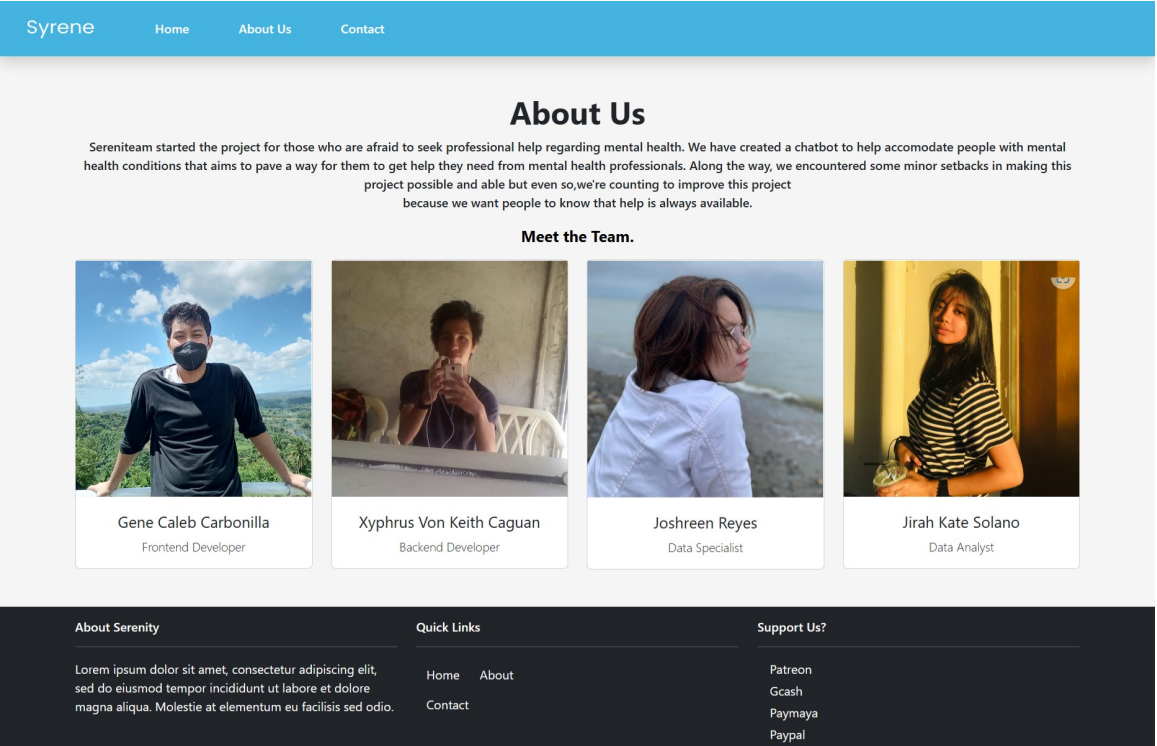 Syrene Home About Us Contact
About Us
Sereniteam started the project for those who are afraid to seek professional help regarding mental health. We have created a chatbot to help accomodate people with mental
health conditions that aims to pave a way for them to get help they need from mental health professionals. Along the way, we encountered some minor setbacks in making this
project possible and able but even so,we're counting to improve this project
because we want people to know that help is always available.
Meet the Team.
Gene Caleb Carbonilla
Frontend Developer
Xyphrus Von Keith Caguan
Backend Developer
Joshreen Reyes
Data Specialist
Jirah Kate Solano
Data Analyst
About Serenity
Lorem ipsum dolor sit amet, consectetur adipiscing elit,
sed do eiusmod tempor incididunt ut labore et dolore
magna aliqua. Molestie at elementum eu facilisis sed odio.
Quick Links
Home About
Contact
Support Us?
Patreon
Gcash
Paymaya
Paypal